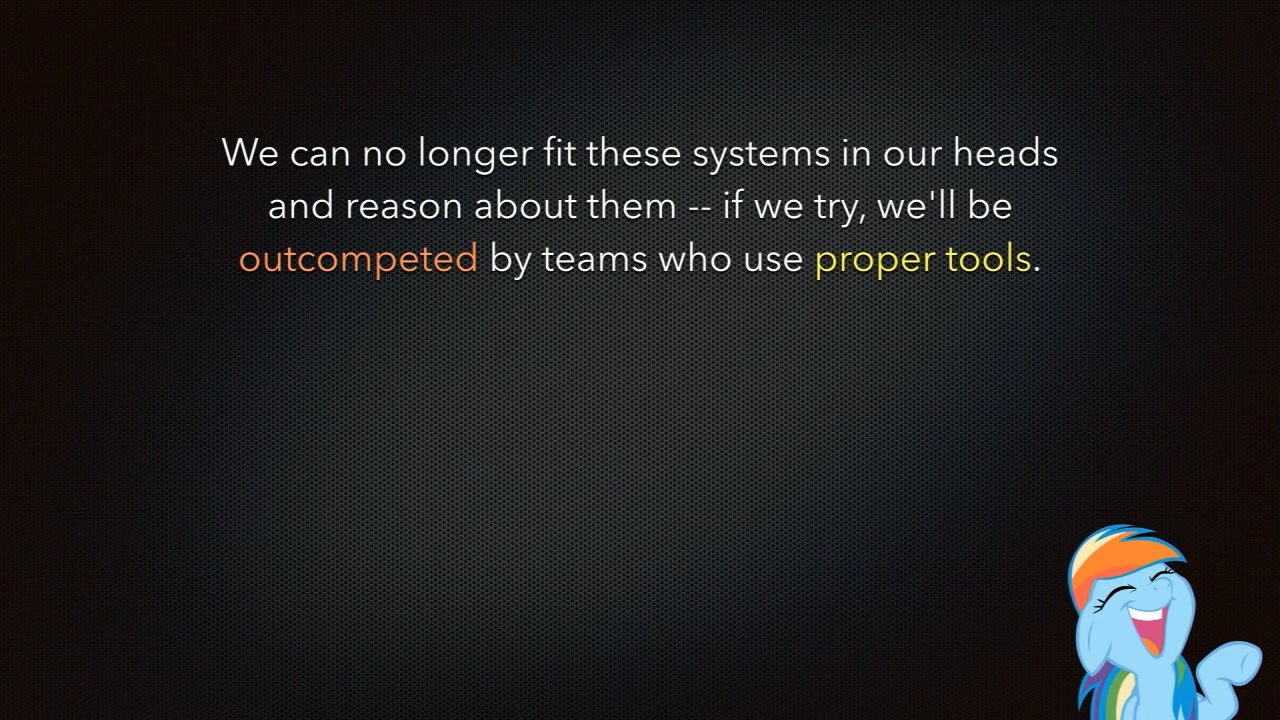 We can no longer fit these systems in our heads
and reason about them -- if we try, we'll be
outcompeted by teams who use proper tools.